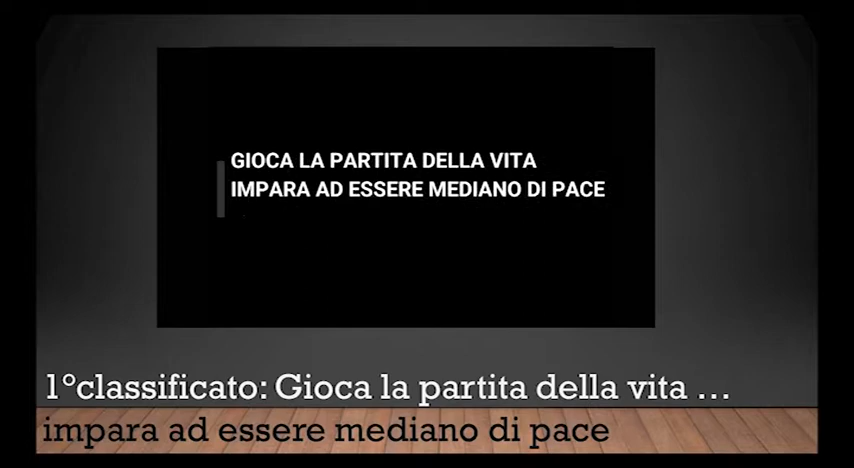 GIOCA LA PARTITA DELLA VITA
IMPARA AD ESSERE MEDIANO DI PACE
1°classificato: Gioca la partita della vita ...
impara ad essere mediano di pace